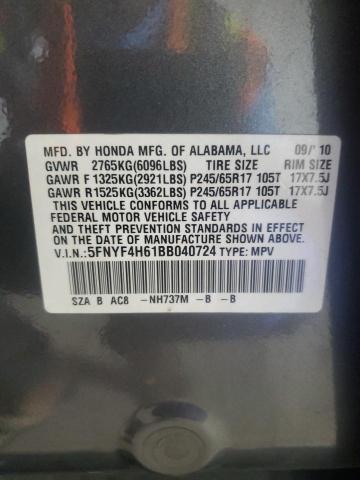 MFD. BY HONDA MFG. OF ALABAMA, LLC 09/ 10
GVWR 2765KG(6096LBS) TIRE SIZE RIM SIZE
GAWR F 1325KG(2921LBS) P245/65R17 105T 17X7.5J
GAWR R1525KG(3362LBS) P245/65R17 105T 17X7.5J
THIS VEHICLE CONFORMS TO ALL APPLICABLE
FEDERAL MOTOR VEHICLE SAFETY
AND THEFT PREVENTION STANDARDS IN EFFECT
ON THE DATE OF MANUFACTURE SHOWN ABOVE.
V.I.N.: 5FNYF4H61BB040724 TYPE: MPV
SZA B AC8 -NH737M -B -B